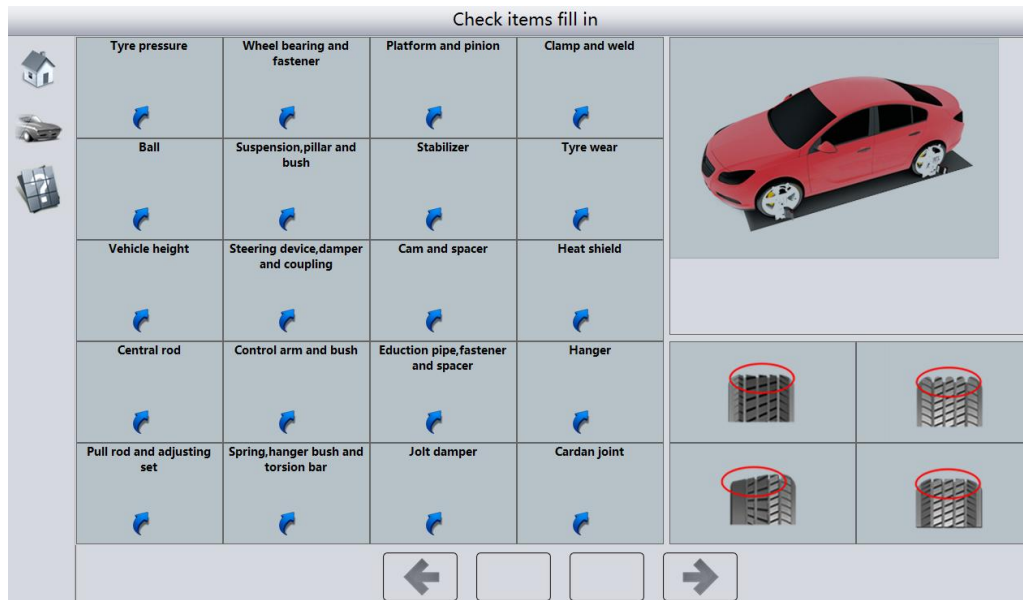 Check items fill in
Tyre pressure
Wheel bearing and
fastener
Platform and pinion
Clamp and weld
Ball
Suspension,pillar and
bush
Stabilizer
Tyre wear
Vehicle height
Steering device,damper
and coupling
Cam and spacer
Heat shield
Central rod
Control arm and bush
Eduction pipe,fastener
and spacer
Hanger
Pull rod and adjusting
set
Spring,hanger bush and
torsion bar
Jolt damper
Cardan joint
?